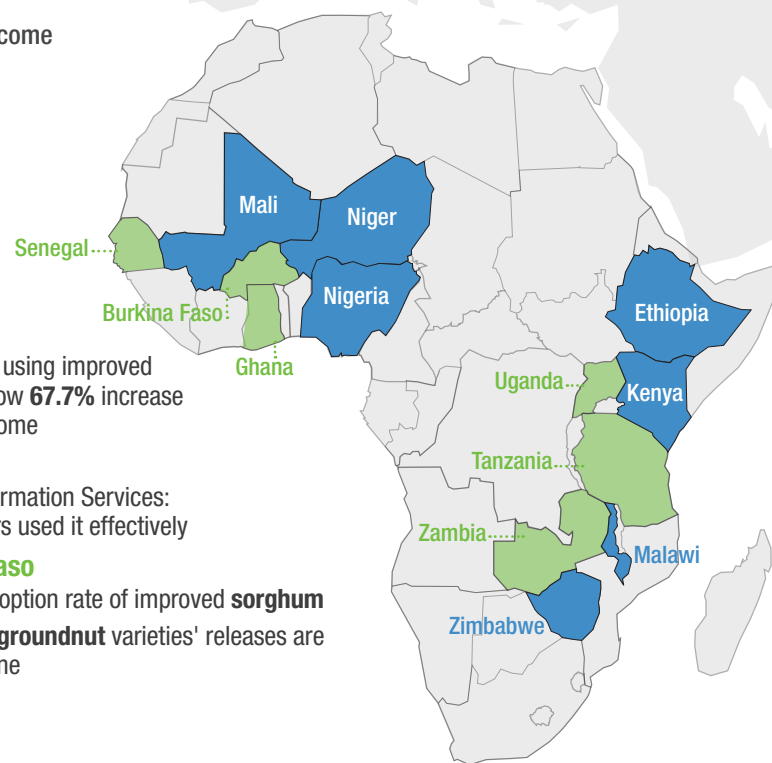 come
Mali
Niger
Senegal
Nigeria
Burkina Faso
Ethiopia
Ghana
using improved
ow 67.7% increase
ome
Uganda
Kenya
Tanzania
rmation Services:
rs used it effectively
Zambia
Malawi
aso
option rate of improved sorghum
groundnut varieties' releases are
ne
Zimbabwe